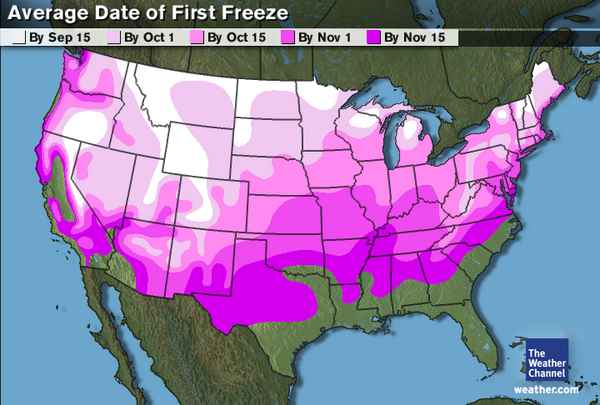 Average Date of First Freeze
By Sep 15 By Oct 1 By Oct 15 By Nov 1 By Nov 15
The
Weather
Channel
weather.com